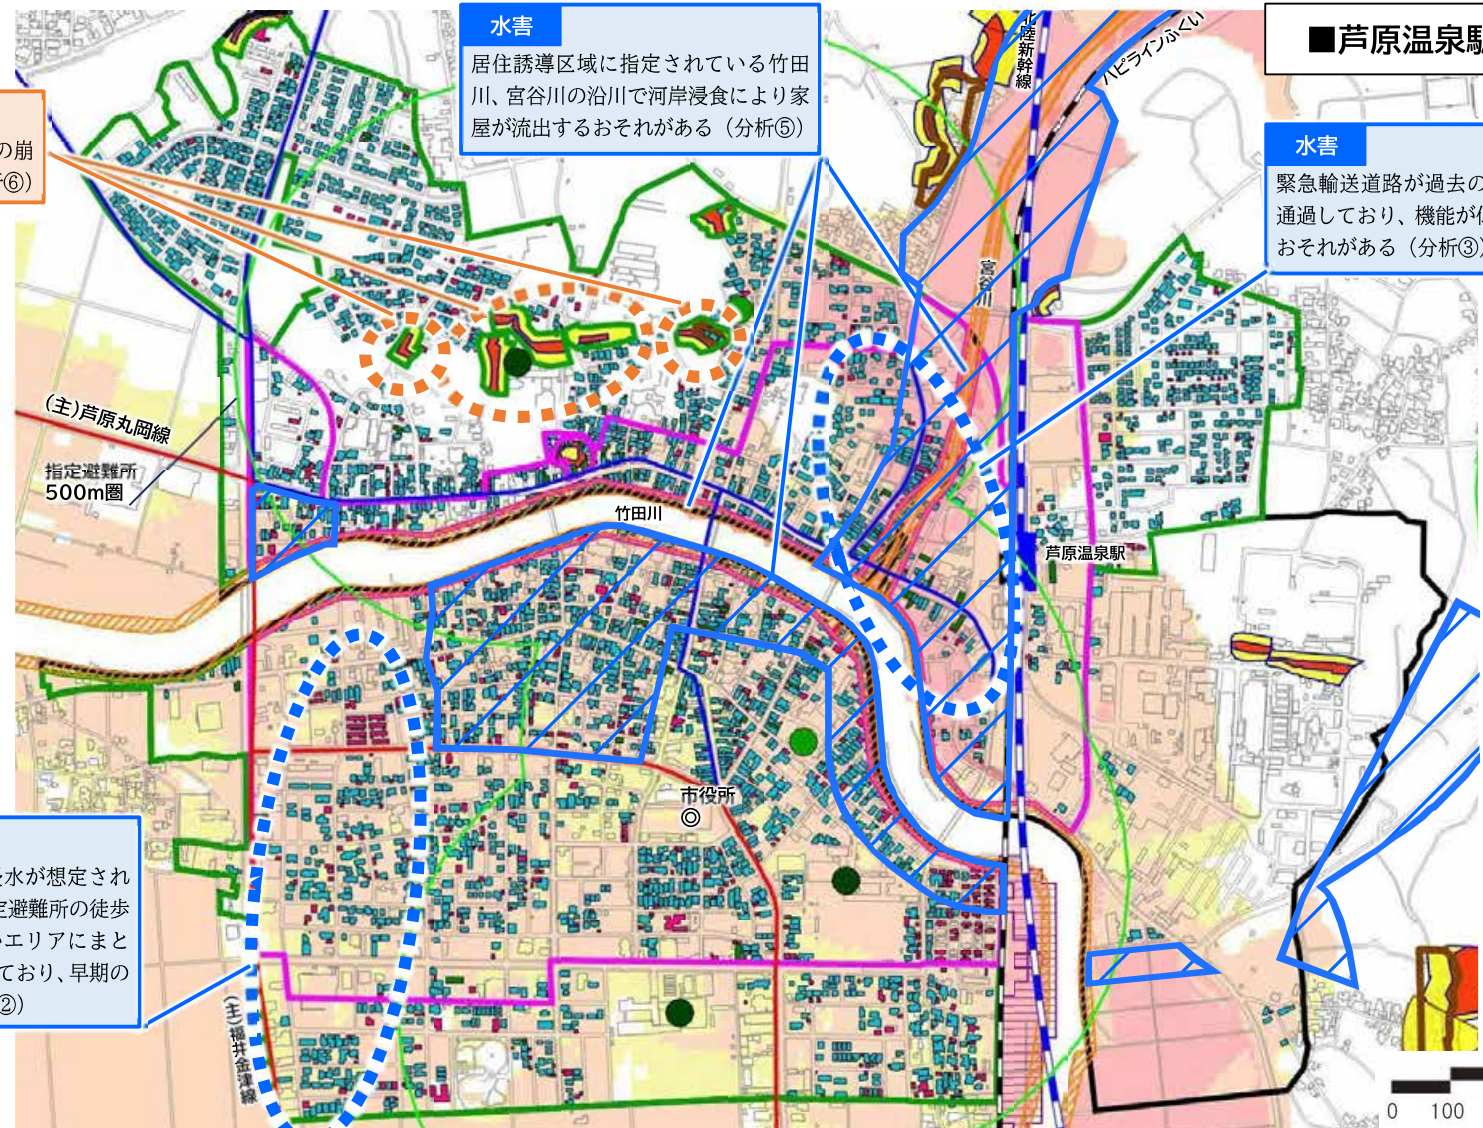 ■芦原温泉駅
水害
居住誘導区域に指定されている竹田
川、宮谷川の沿川で河岸浸食により家
屋が流出するおそれがある（分析⑤）
の崩
⑥）
北陸新幹線
ハピラインふくい
水害
緊急輸送道路が過去の
通過しており、機能が
おそれがある（分析③）
宮谷川
(主)芦原丸岡線
指定避難所
500m圏
竹田川
芦原温泉駅
市役所
◎
浸水が想定され
定避難所の徒歩
いエリアにまと
ており、早期の
②）
(主)福井金津線
0 100